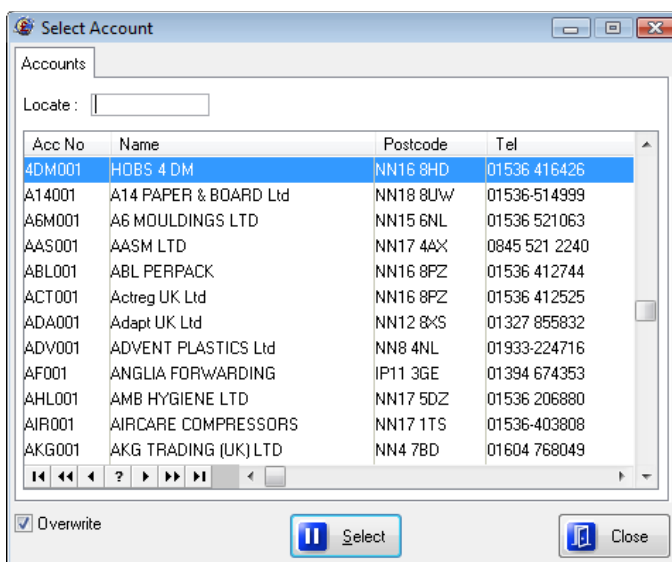 Select Account
Accounts
Locate :
Acc No Name Postcode Tel
4DM001 HOBS 4 DM NN16 8HD 01536 416426
A14001 A14 PAPER & BOARD Ltd NN18 8UW 01536-514999
A6M001 A6 MOULDINGS LTD NN15 6NL 01536 521063
AAS001 AASM LTD NN17 4AX 0845 521 2240
ABL001 ABL PERPACK NN16 8PZ 01536 412744
ACT001 Actreg UK Ltd NN16 8PZ 01536 412525
ADA001 Adapt UK Ltd NN12 8XS 01327 855832
ADV001 ADVENT PLASTICS Ltd NN8 4NL 01933-224716
AF001 ANGLIA FORWARDING IP11 3GE 01394 674353
AHL001 AMB HYGIENE LTD NN17 5DZ 01536 206880
AIR001 AIRCARE COMPRESSORS NN17 1TS 01536-403808
AKG001 AKG TRADING (UK) LTD NN4 7BD 01604 768049
?
Overwrite Select Close